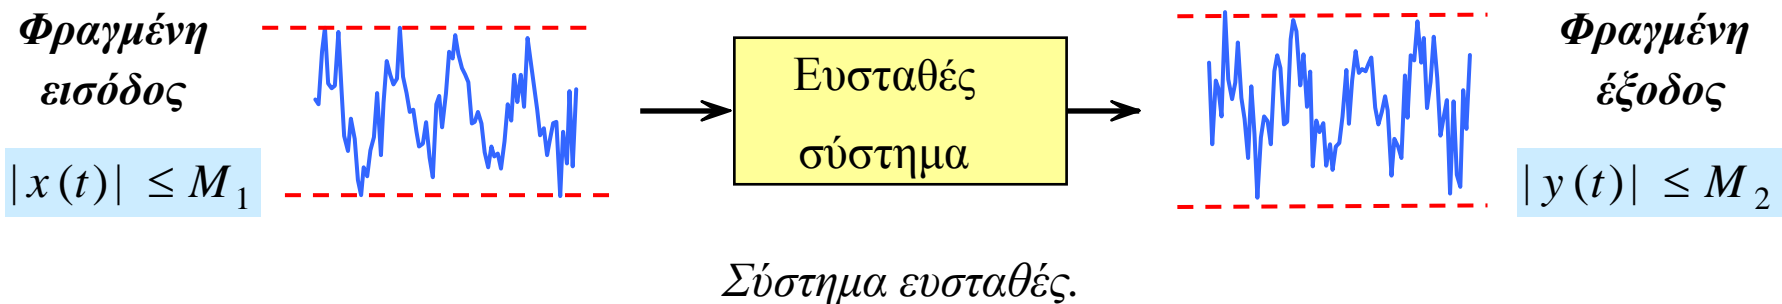 Φραγμένη
εισόδος
|x(t)| ≤ M₁
Ευσταθές
σύστημα
Φραγμένη
έξοδος
|y(t)| ≤ M₂
Σύστημα ευσταθές.